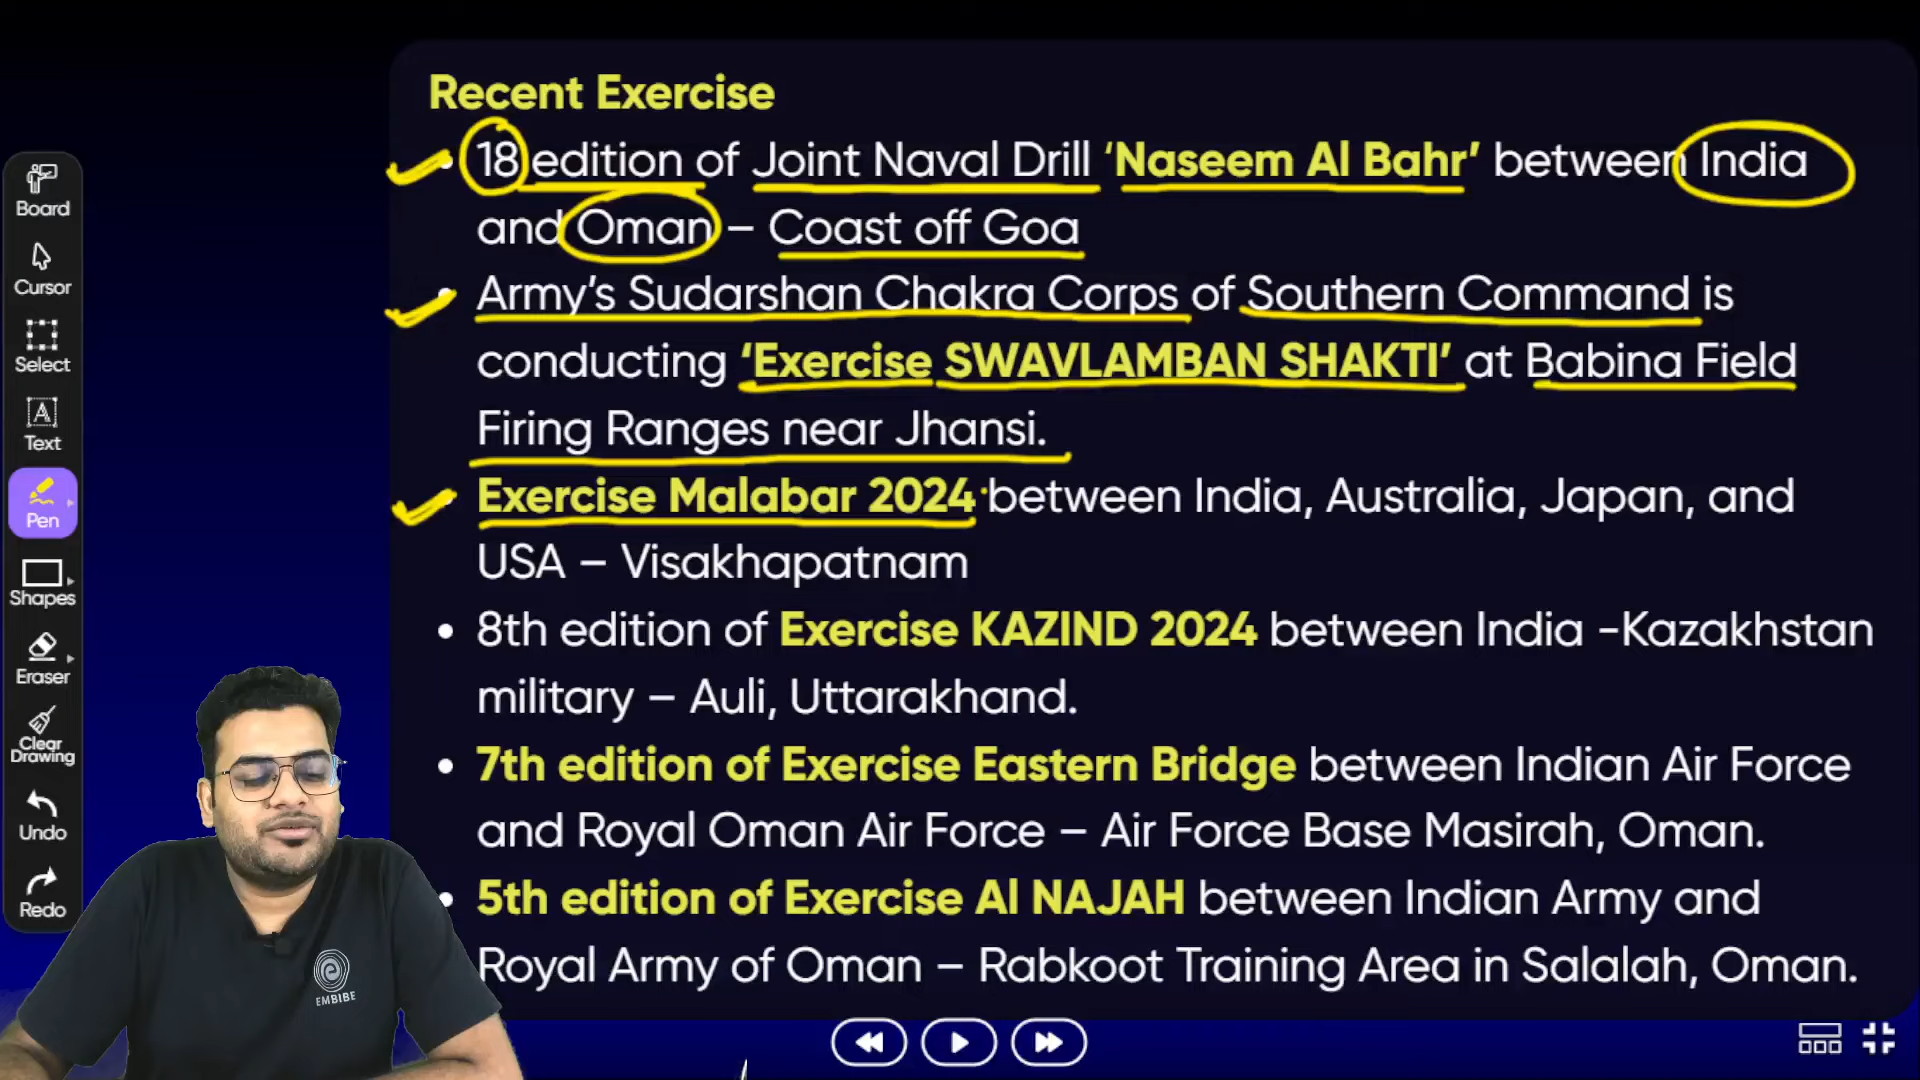 Recent Exercise
• 18 edition of Joint Naval Drill ‘Naseem Al Bahr’ between India
and Oman – Coast off Goa
• Army’s Sudarshan Chakra Corps of Southern Command is
conducting ‘Exercise SWAVLAMBAN SHAKTI’ at Babina Field
Firing Ranges near Jhansi.
Exercise Malabar 2024 between India, Australia, Japan, and
USA – Visakhapatnam
• 8th edition of Exercise KAZIND 2024 between India -Kazakhstan
military – Auli, Uttarakhand.
• 7th edition of Exercise Eastern Bridge between Indian Air Force
and Royal Oman Air Force – Air Force Base Masirah, Oman.
• 5th edition of Exercise Al NAJAH between Indian Army and
Royal Army of Oman – Rabkoot Training Area in Salalah, Oman.
Board
Cursor
Select
A
Text
Pen
Shapes
Eraser
Clear
Drawing
Undo
Redo
e
EMBIBE